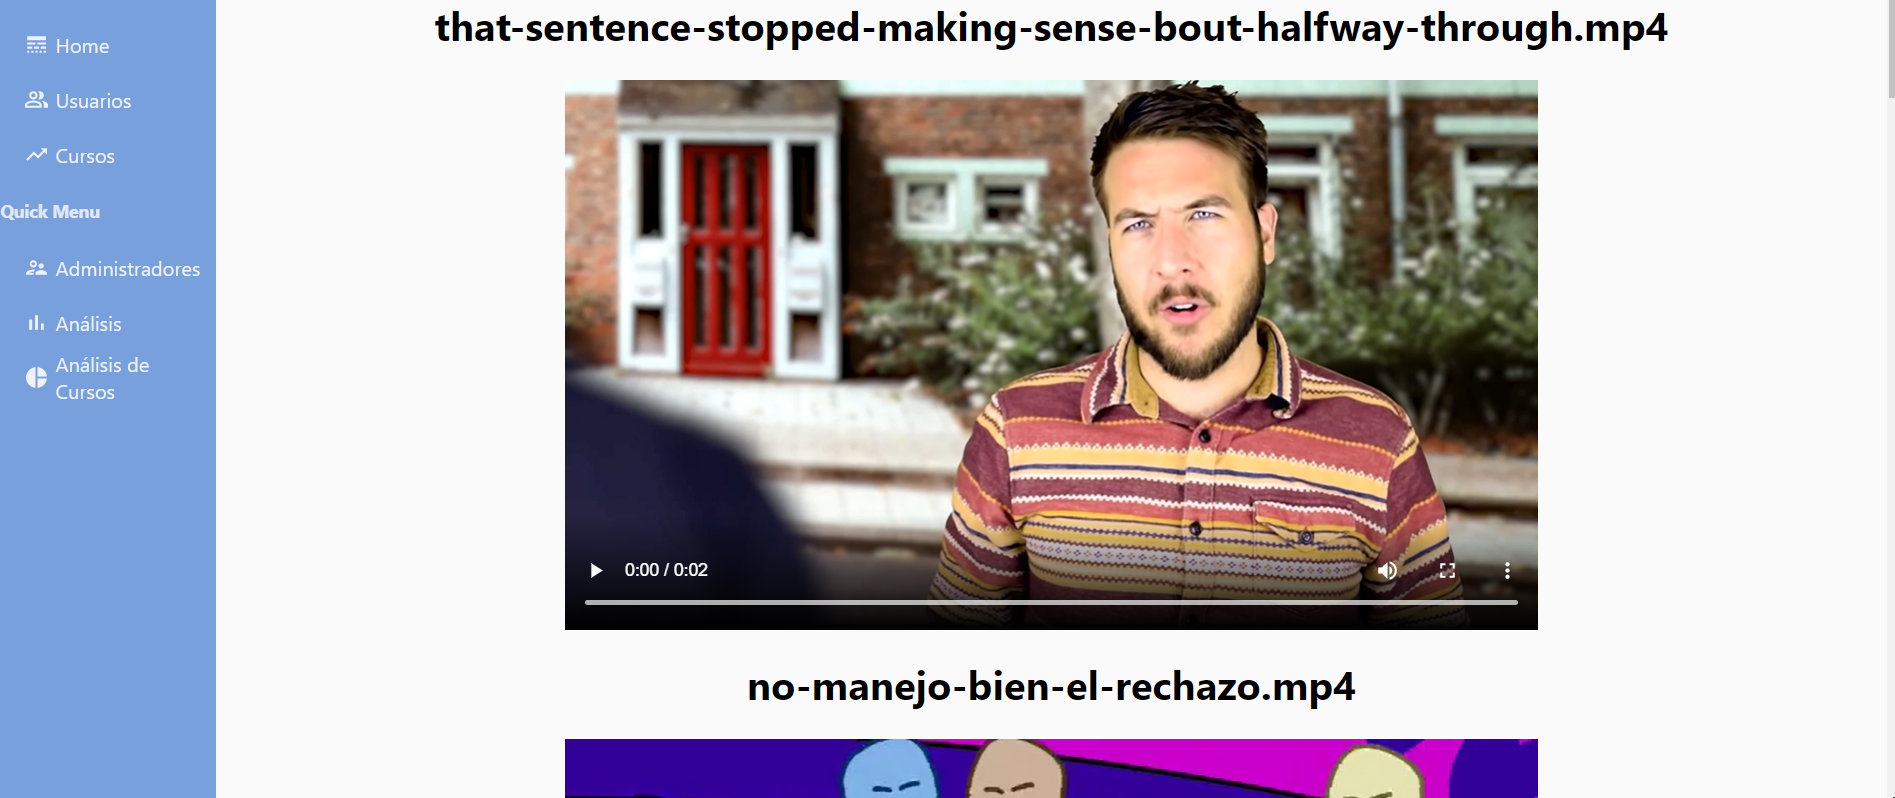 Home
Usuarios
Cursos
Quick Menu
Administradores
Análisis
Análisis de
Cursos
that-sentence-stopped-making-sense-bout-halfway-through.mp4
0:00 / 0:02
no-manejo-bien-el-rechazo.mp4